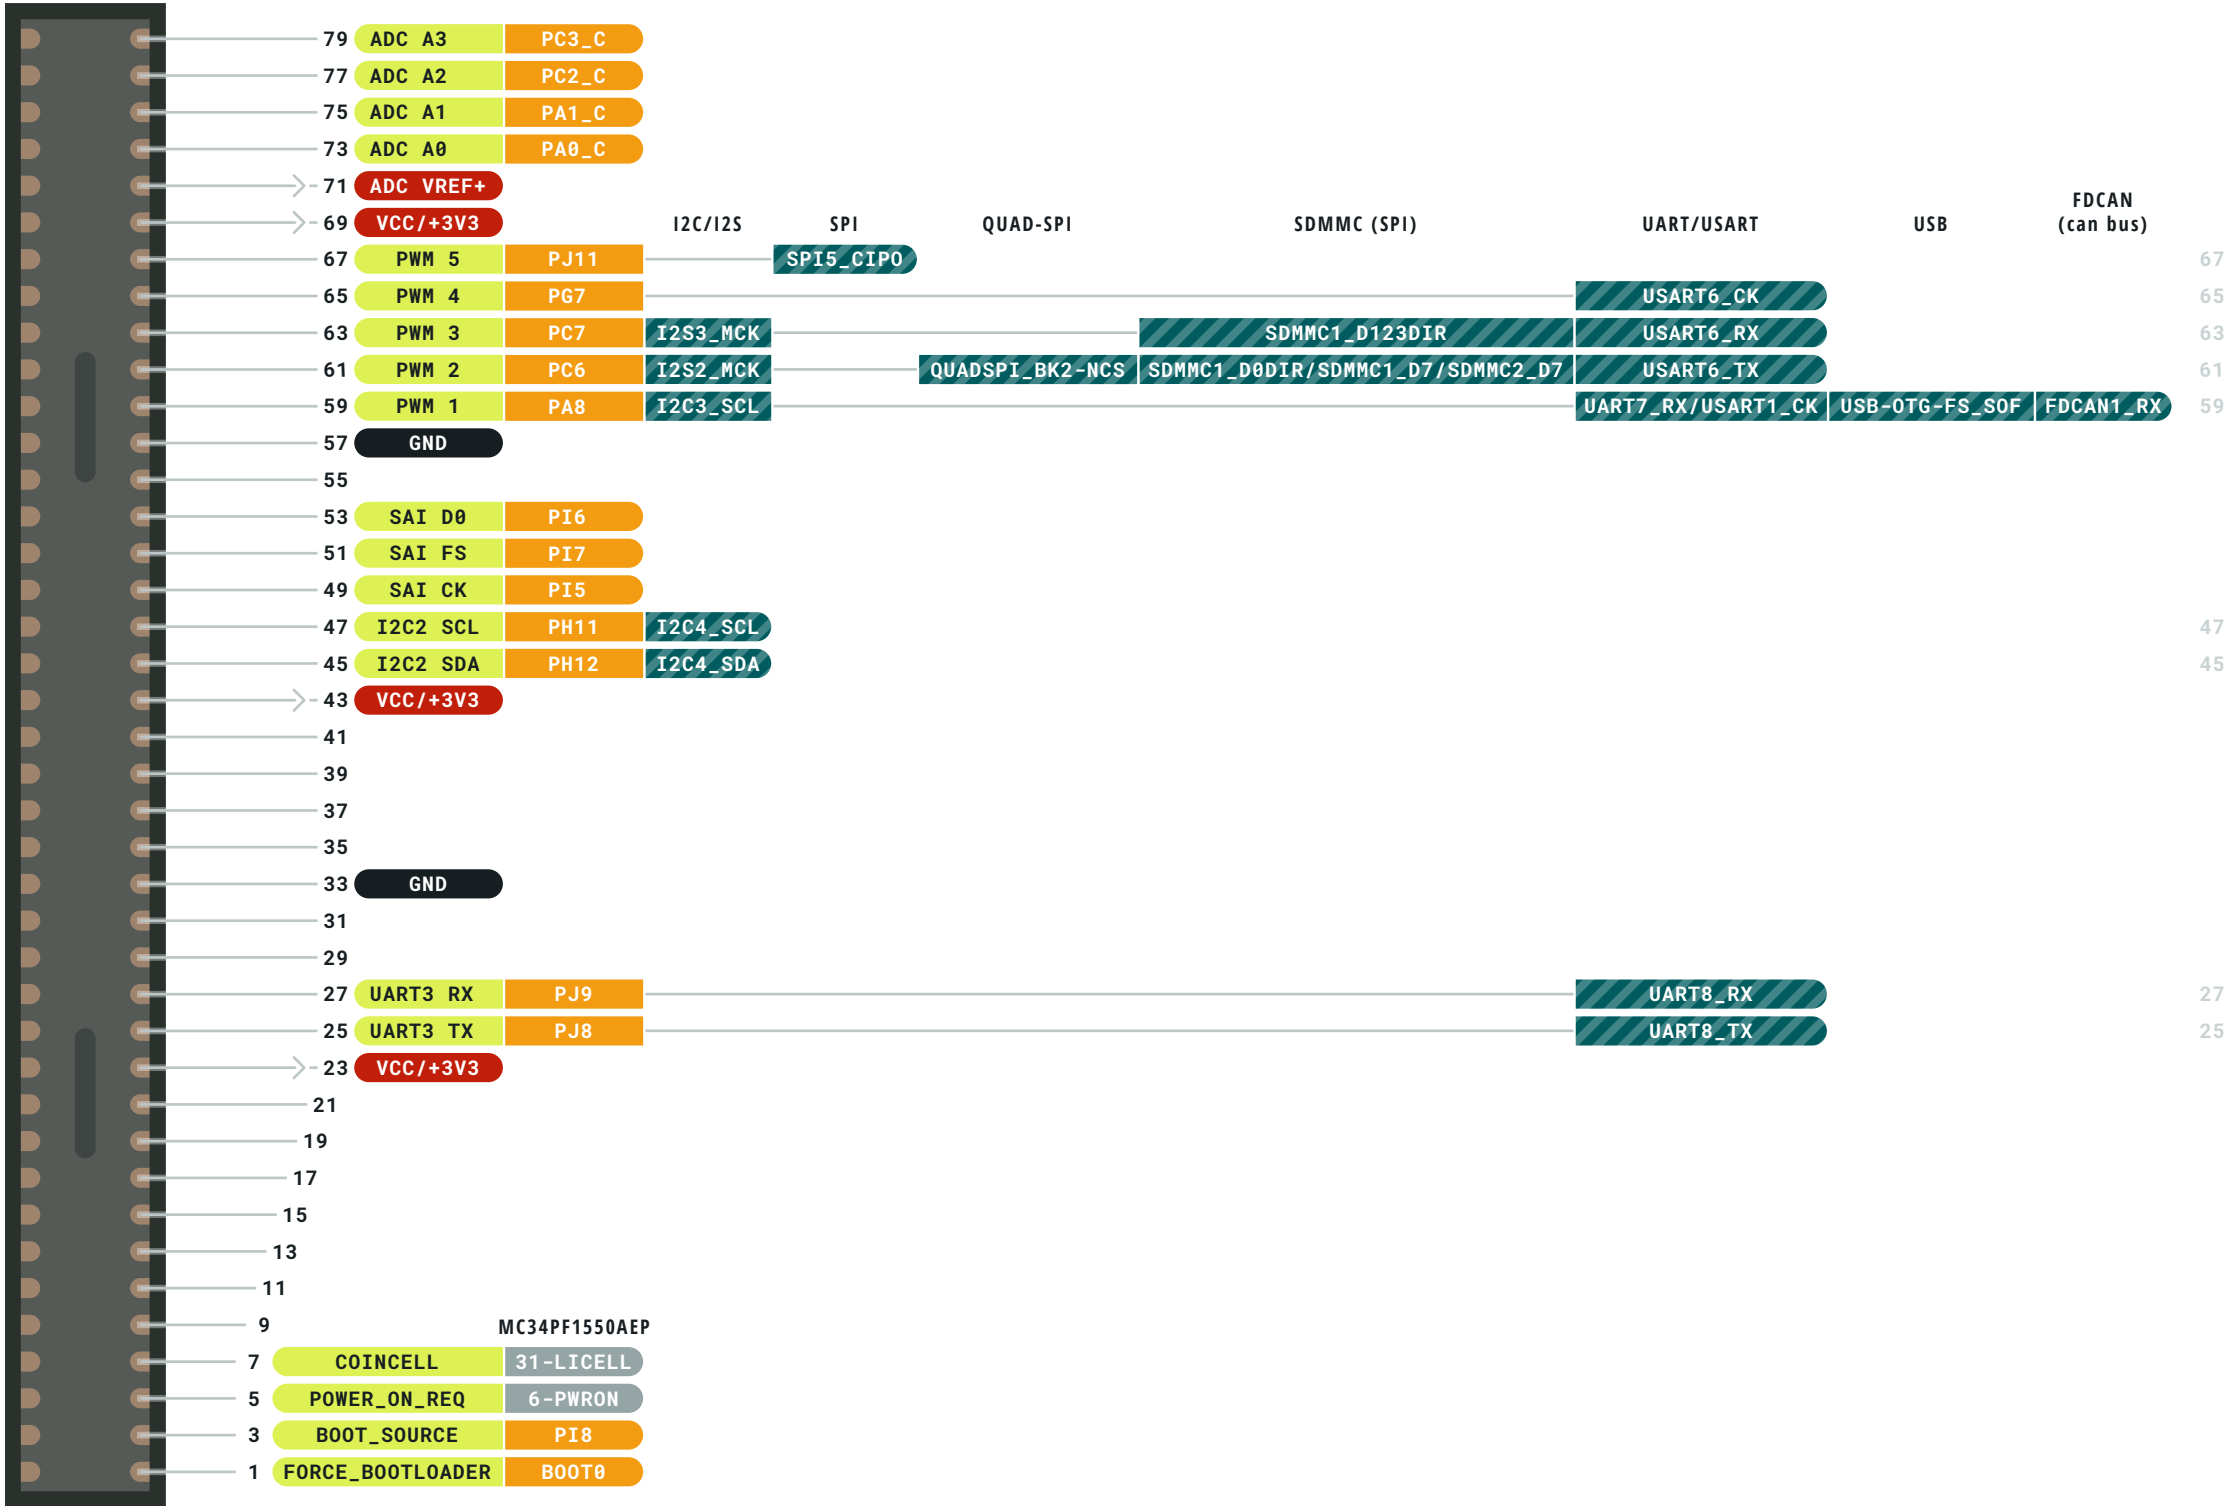 79 ADC A3 PC3_C
77 ADC A2 PC2_C
75 ADC A1 PA1_C
73 ADC A0 PA0_C
71 ADC VREF+
FDCAN
69 VCC/+3V3 I2C/I2S SPI QUAD-SPI SDMMC (SPI) UART/USART USB (can bus)
67 PWM 5 PJ11 SPI5_CIPO 67
65 PWM 4 PG7 USART6_CK 65
63 PWM 3 PC7 I2S3_MCK SDMMC1_D123DIR USART6_RX 63
61 PWM 2 PC6 I2S2_MCK QUADSPI_BK2-NCS SDMMC1_D0DIR/SDMMC1_D7/SDMMC2_D7 USART6_TX 61
59 PWM 1 PA8 I2C3_SCL UART7_RX/USART1_CK USB-OTG-FS_SOF FDCAN1_RX 59
57 GND
55
53 SAI D0 PI6
51 SAI FS PI7
49 SAI CK PI5
47 I2C2 SCL PH11 I2C4_SCL 47
45 I2C2 SDA PH12 I2C4_SDA 45
43 VCC/+3V3
41
39
37
35
33 GND
31
29
27 UART3 RX PJ9 UART8_RX 27
25 UART3 TX PJ8 UART8_TX 25
23 VCC/+3V3
21
19
17
15
13
11
9 MC34PF1550AEP
7 COINCELL 31-LICELL
5 POWER_ON_REQ 6-PWRON
3 BOOT_SOURCE PI8
1 FORCE_BOOTLOADER BOOT0